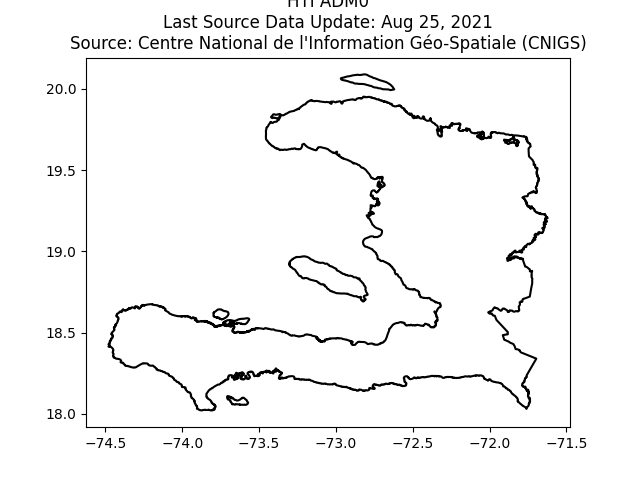 HTI ADM0
Last Source Data Update: Aug 25, 2021
Source: Centre National de l'Information Géo-Spatiale (CNIGS)
20.0
19.5
19.0
18.5
18.0
−74.5 −74.0 −73.5 −73.0 −72.5 −72.0 −71.5